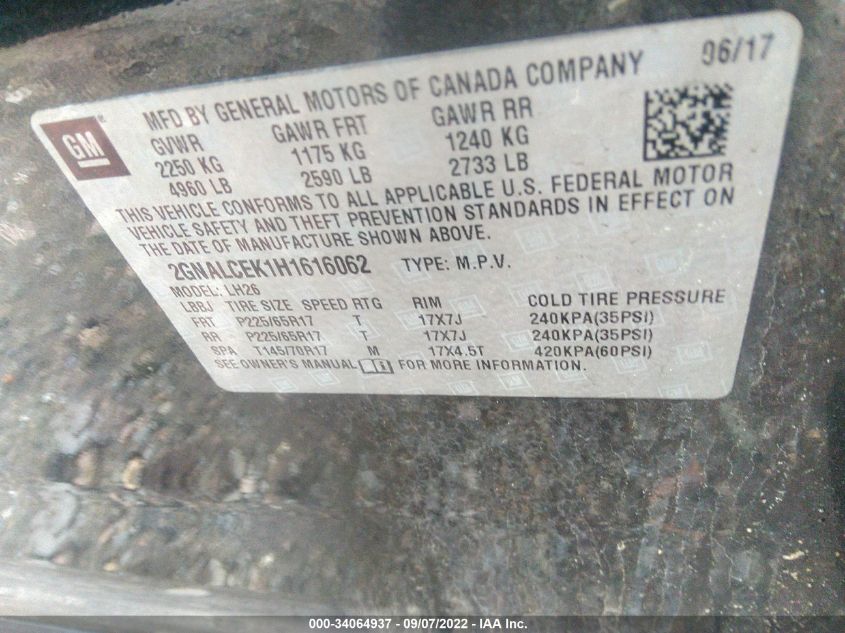 06/17
MFD BY GENERAL MOTORS OF CANADA COMPANY
GM
GVWR GAWR FRT GAWR RR
2250 KG 1175 KG 1240 KG
4960 LB 2590 LB 2733 LB
THIS VEHICLE CONFORMS TO ALL APPLICABLE U.S. FEDERAL MOTOR
VEHICLE SAFETY AND THEFT PREVENTION STANDARDS IN EFFECT ON
THE DATE OF MANUFACTURE SHOWN ABOVE.
2GNALCEK1H1616062 TYPE: M.P.V.
MODEL: LH26
LB8J TIRE SIZE SPEED RTG RIM COLD TIRE PRESSURE
FRT P225/65R17 T 17X7J 240KPA(35PSI)
RR P225/65R17 T 17X7J 240KPA(35PSI)
SPA T145/70R17 M 17X4.5T 420KPA(60PSI)
SEE OWNER'S MANUAL FOR MORE INFORMATION.
000-34064937 - 09/07/2022 - IAA Inc.